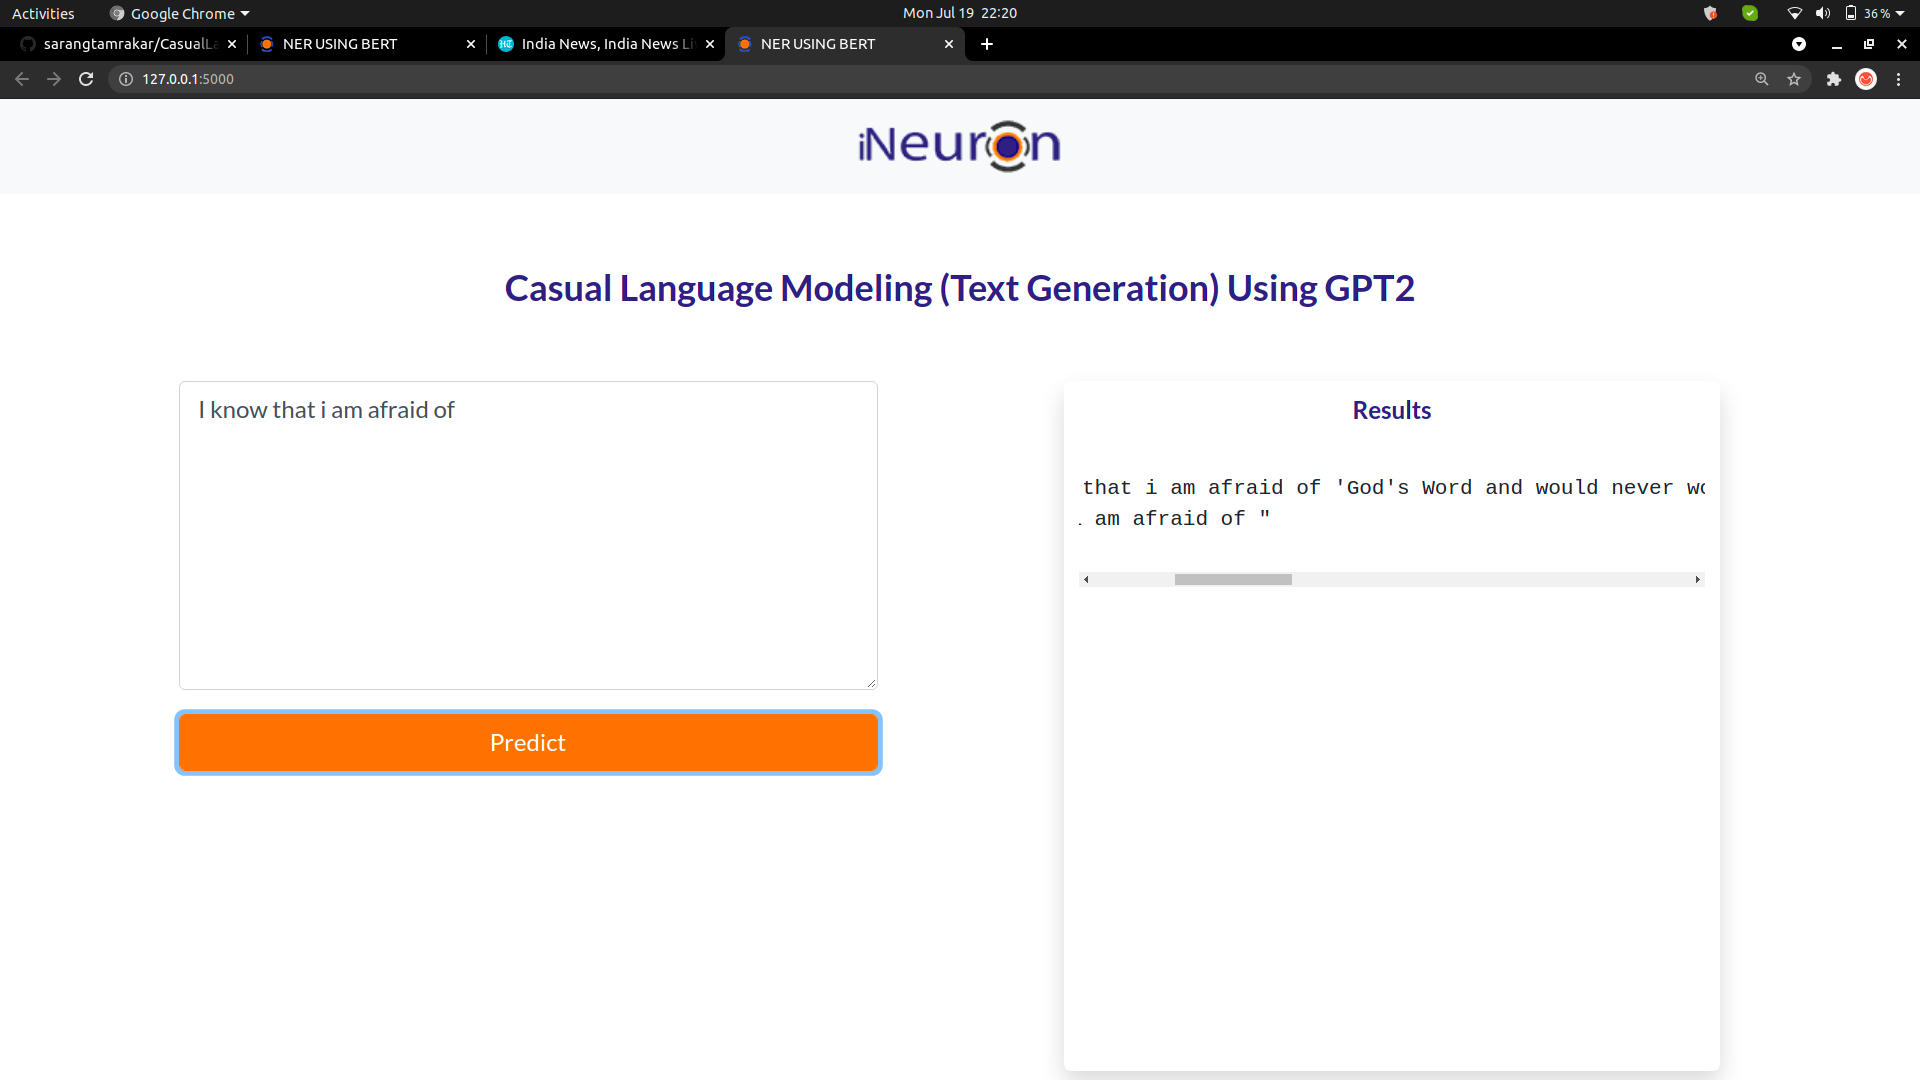 Activities
Google Chrome
Mon Jul 19 22:20
36 %
sarangtamrakar/CasualLa
NER USING BERT
India News, India News Li
NER USING BERT
127.0.0.1:5000
iNeuron
Casual Language Modeling (Text Generation) Using GPT2
I know that i am afraid of
Predict
Results
that i am afraid of 'God's Word and would never
am afraid of "